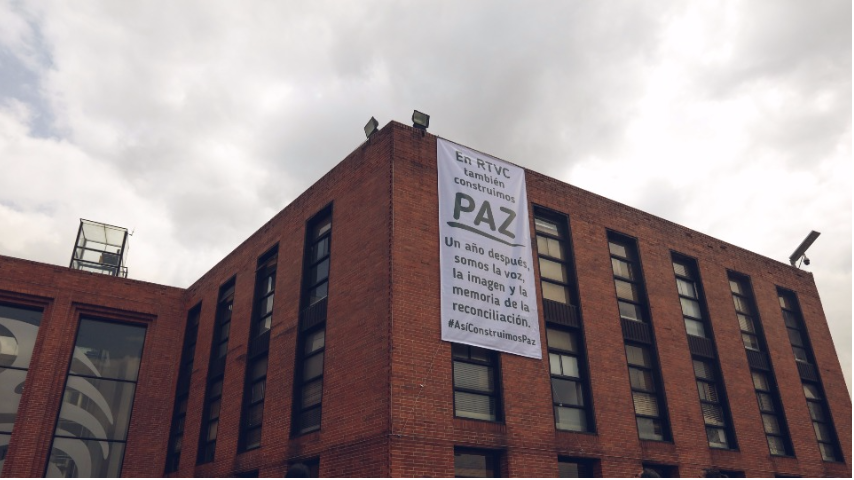 En RTVC
también
construimos
PAZ
Un año después,
somos la voz,
la imagen y la
memoria de la
reconciliación.
#AsíConstruimosPaz